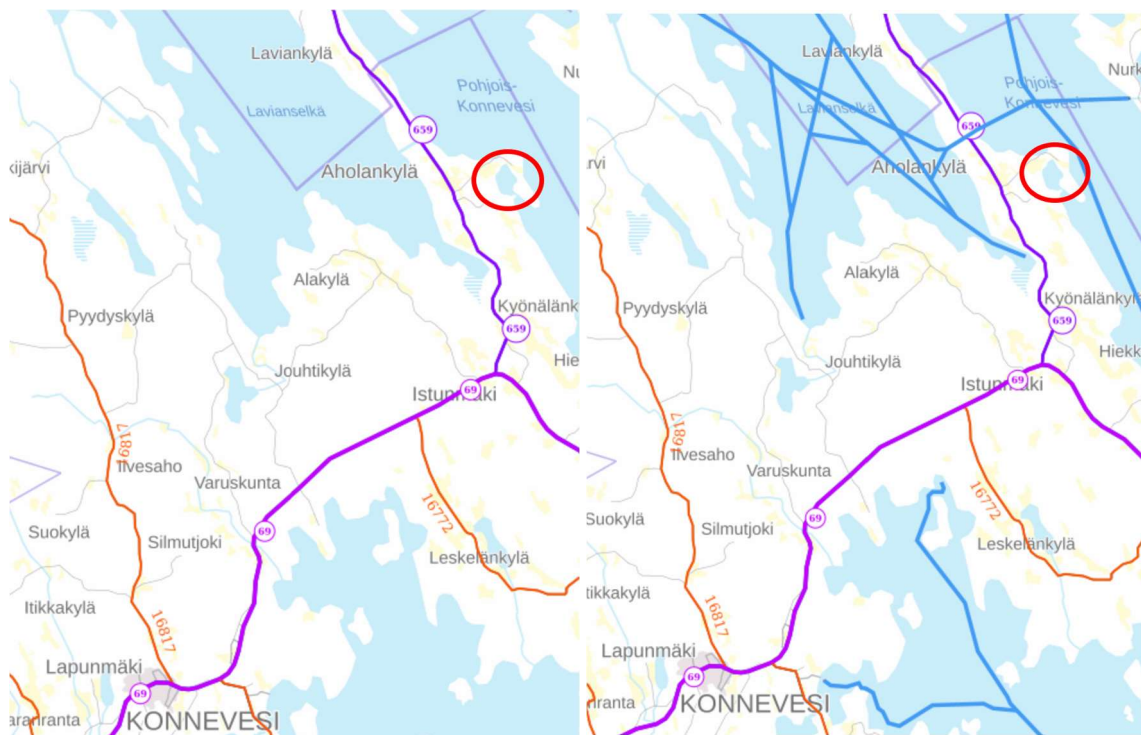 Laviankylä
Pohjois-
Konnevesi
Nu
Lavianselkä
659
kijärvi
Aholankylä
Alakylä
Pyydyskylä
Kyönälänk
659
Jouhtikylä
Hie
69
Istunmäki
16817
Ilvesaho
Varuskunta
16772
Suokylä
Silmutjoki
69
Leskelänkylä
Itikkakylä
16817
Lapunmäki
69
aranranta
KONNEVESI
Laviankylä
Pohjois-
Konnevesi
Nurk
Lavianselkä
659
rvi
Aholankylä
Alakylä
Pyydyskylä
Kyönälänkyl
659
Jouhtikylä
Hiekk
69
Istunmäki
16817
Ilvesaho
Varuskunta
16772
Suokylä
Silmutjoki
69
Leskelänkylä
tikkakylä
16817
Lapunmäki
69
nranta
KONNEVESI